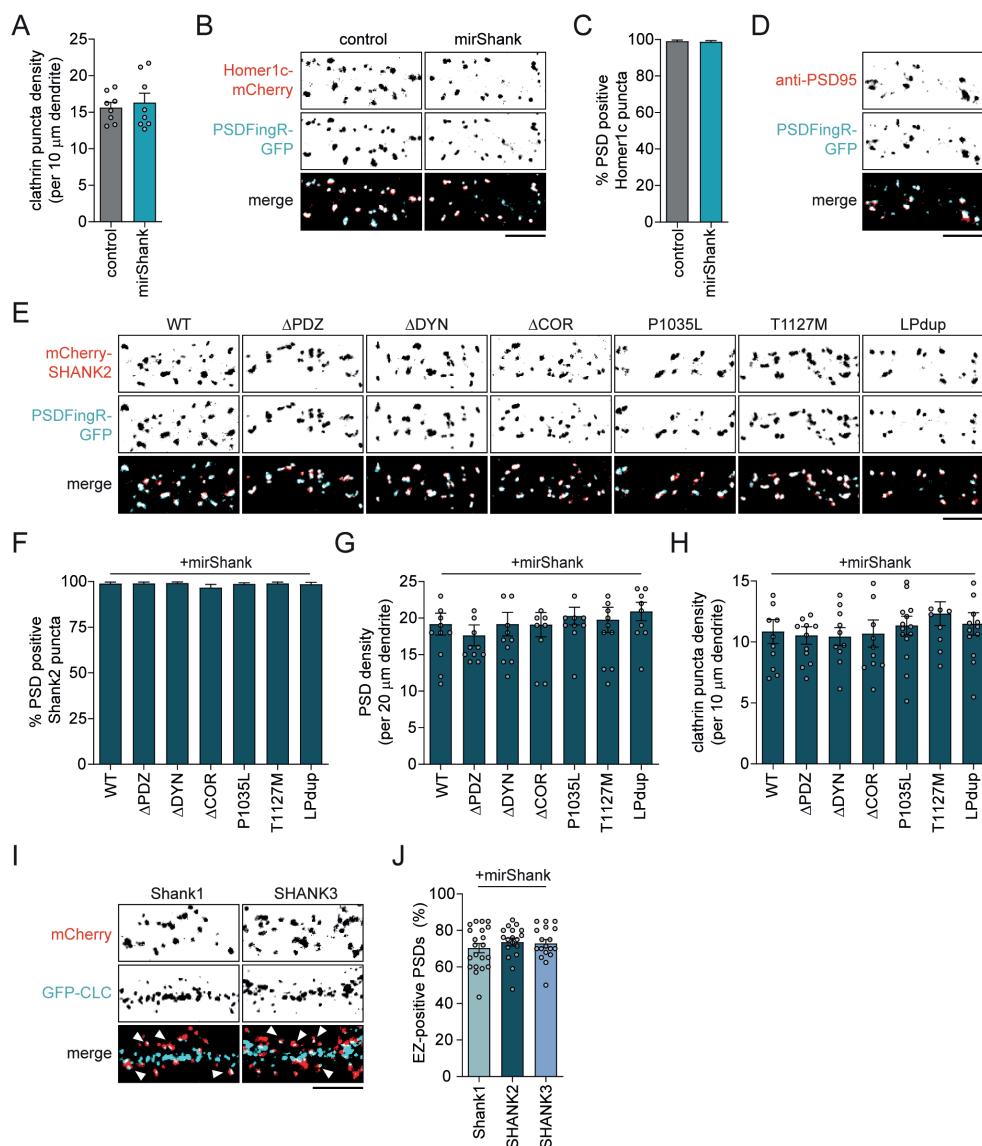 A
clathrin puncta density
(per 10 μm dendrite)
25
20
15
10
5
0
control
mirShank
B
control
mirShank
Homer1c-
mCherry
PSDFingR-
GFP
merge
C
% PSD positive
Homer1c puncta
100
75
50
25
0
control
mirShank
D
anti-PSD95
PSDFingR-
GFP
merge
E
WT
ΔPDZ
ΔDYN
ΔCOR
P1035L
T1127M
LPdup
mCherry-
SHANK2
PSDFingR-
GFP
merge
F
+mirShank
% PSD positive
Shank2 puncta
100
75
50
25
0
WT
ΔPDZ
ΔDYN
ΔCOR
P1035L
T1127M
LPdup
G
+mirShank
PSD density
(per 20 μm dendrite)
25
20
15
10
5
0
WT
ΔPDZ
ΔDYN
ΔCOR
P1035L
T1127M
LPdup
H
+mirShank
clathrin puncta density
(per 10 μm dendrite)
15
10
5
0
WT
ΔPDZ
ΔDYN
ΔCOR
P1035L
T1127M
LPdup
I
Shank1
SHANK3
mCherry
GFP-CLC
merge
J
+mirShank
EZ-positive PSDs (%)
100
80
60
40
20
0
Shank1
SHANK2
SHANK3